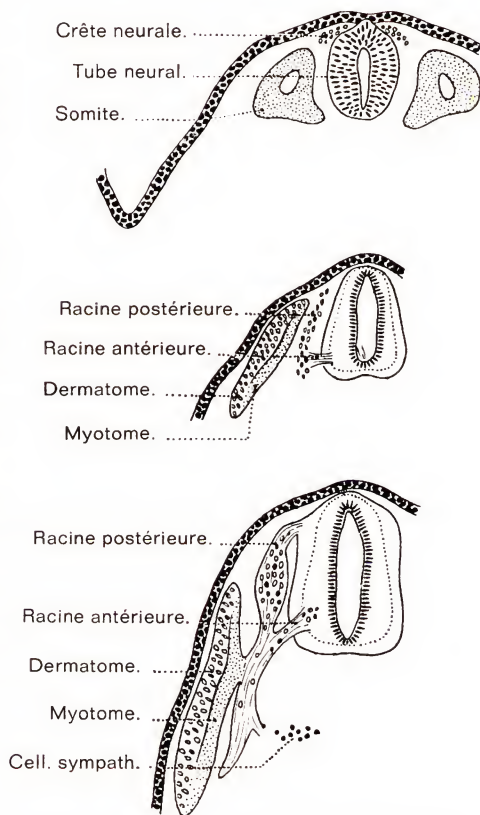 Crête neurale.
Tube neural.
Somite.
Racine postérieure.
Racine antérieure.
Dermatome.
Myotome.
Racine postérieure.
Racine antérieure.
Dermatome.
Myotome.
Cell. sympath.